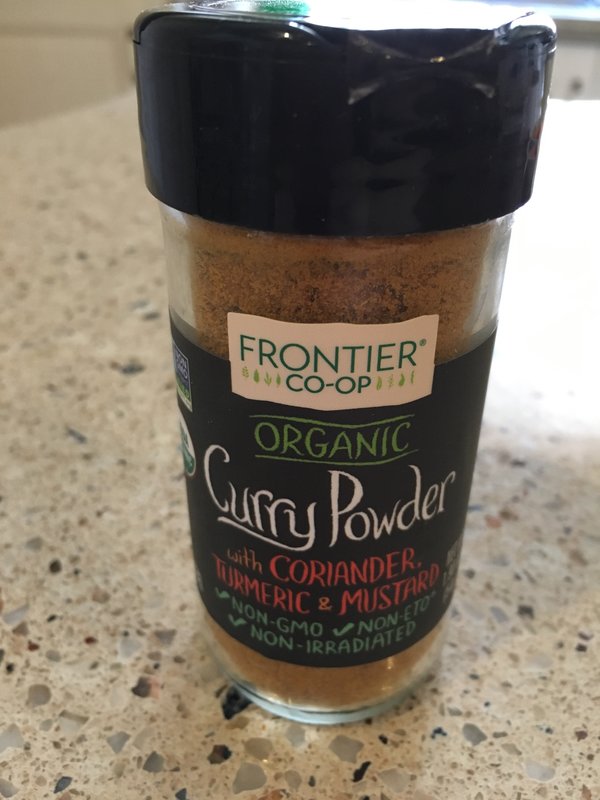 FRONTIER®
CO-OP
ORGANIC
Curry Powder
with CORIANDER,
TURMERIC & MUSTARD
✓NON-GMO ✓NON-ETO*
✓NON-IRRADIATED